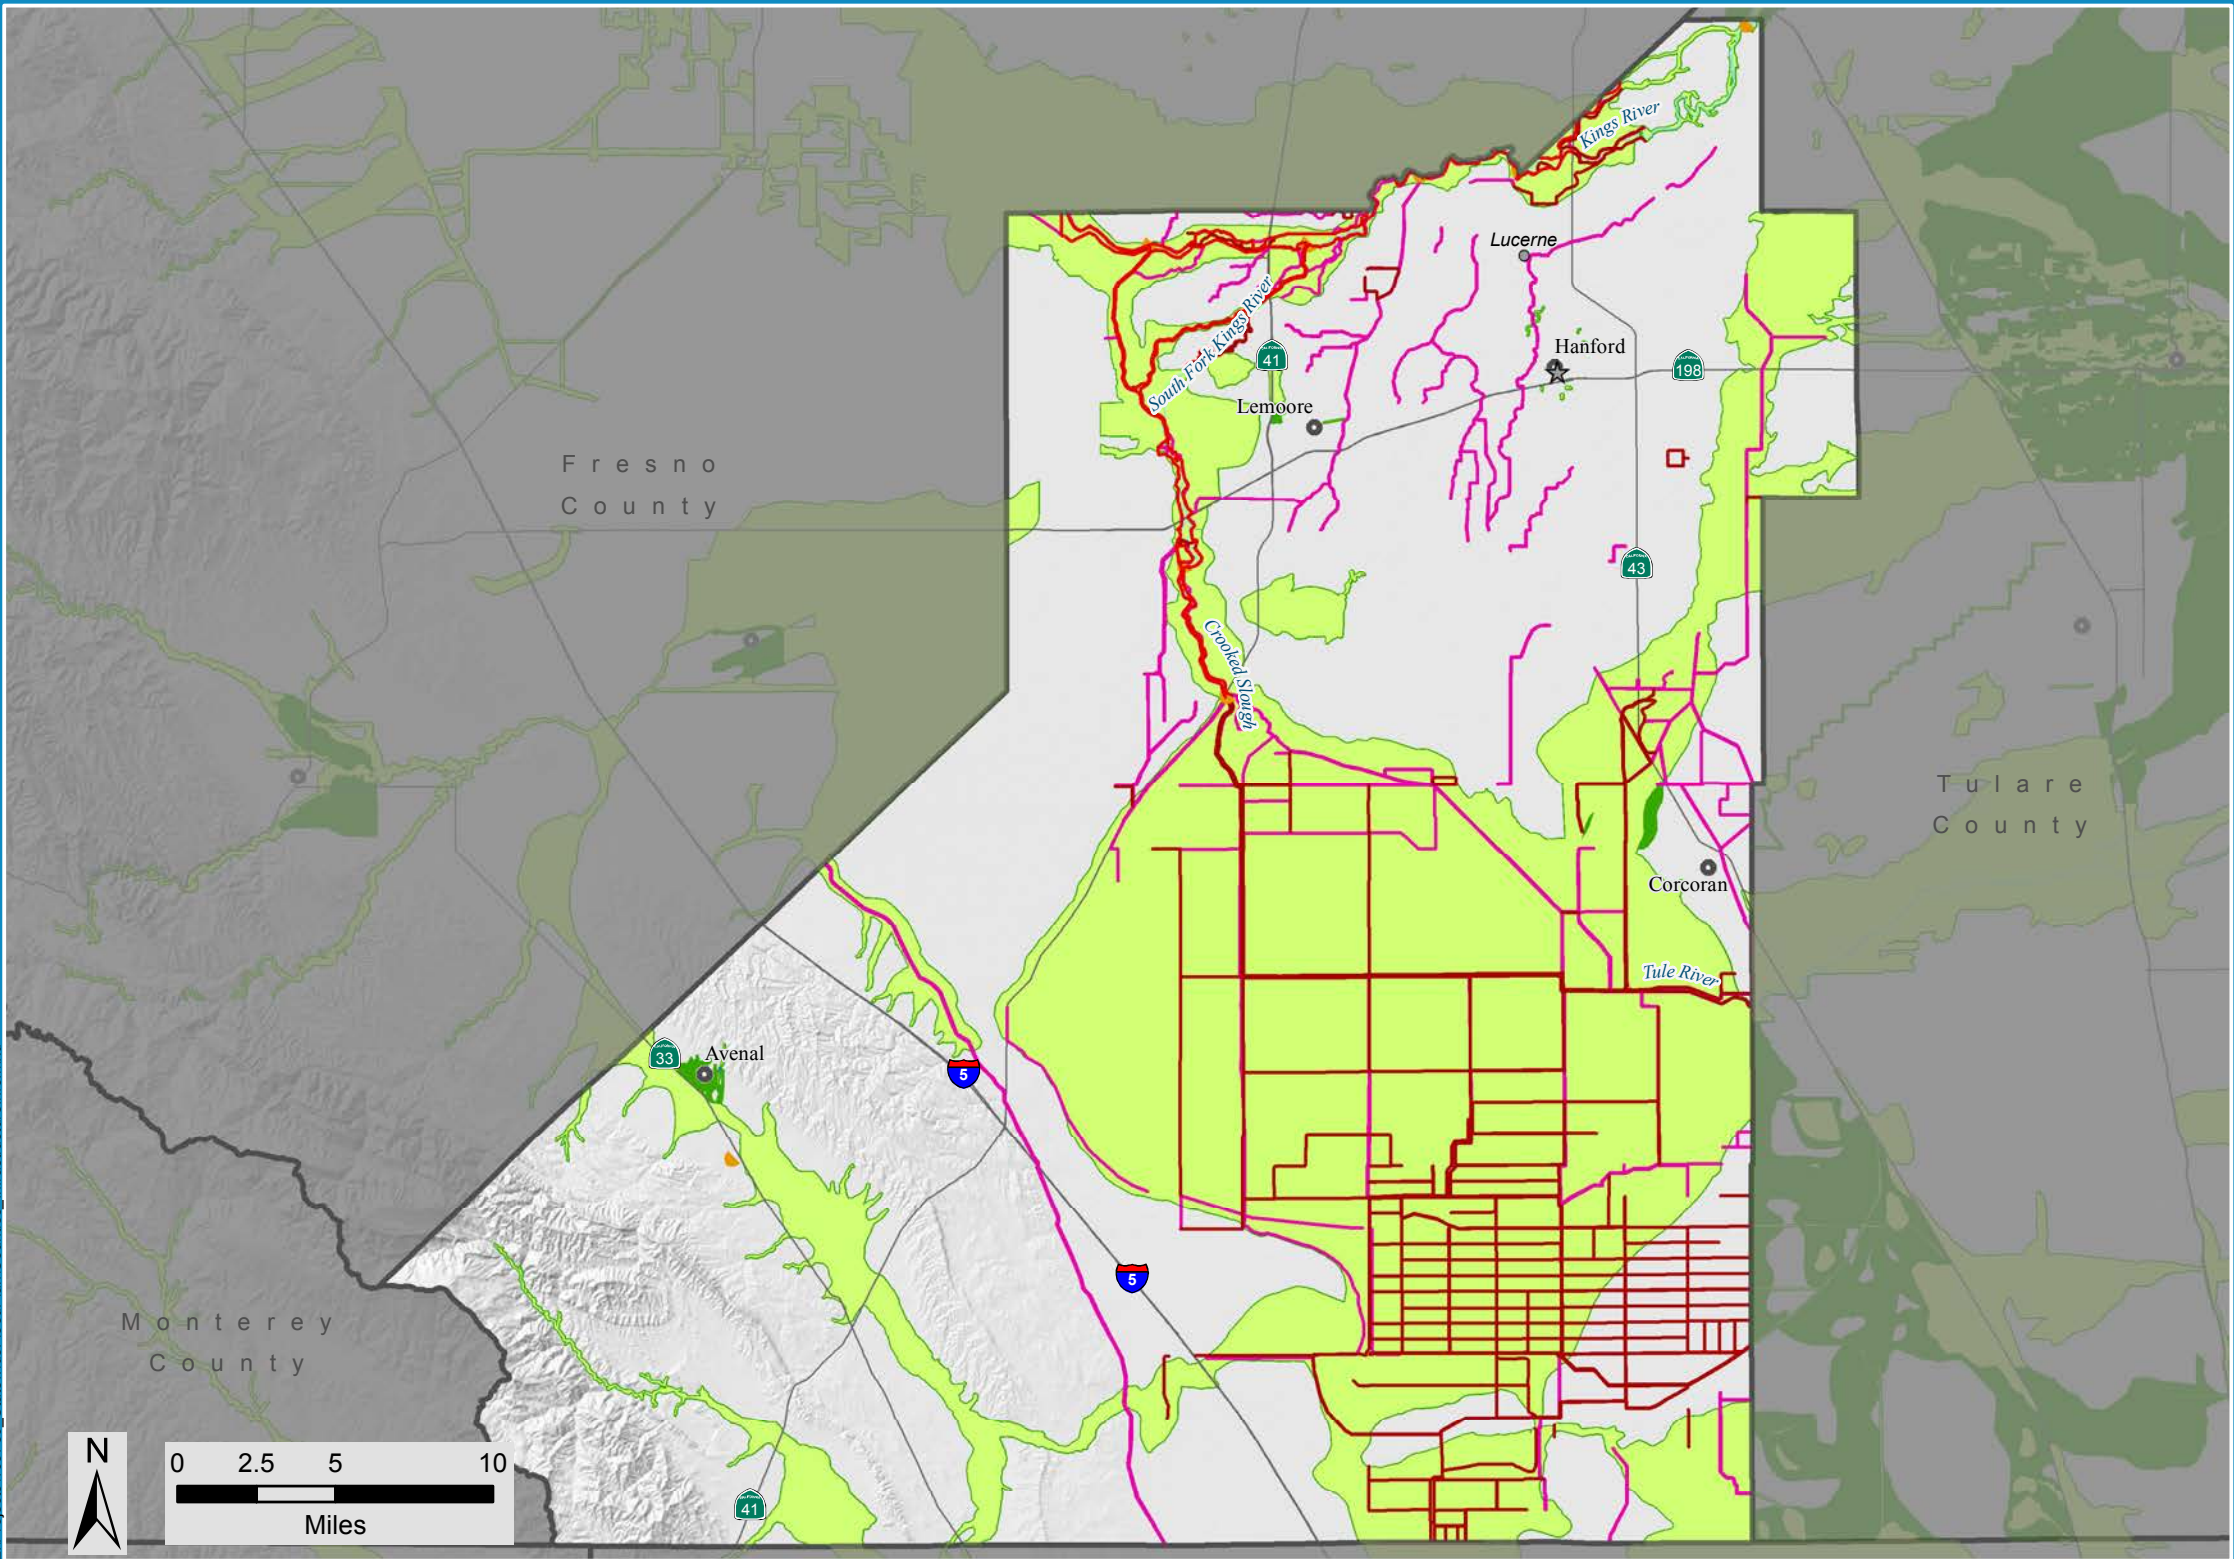 Kings River
Lucerne
South Fork Kings River
Hanford
41
198
Lemoore
Fresno
County
43
Crooked Slough
Tulare
County
Corcoran
Tule River
33
Avenal
5
5
Monterey
County
N
0 2.5 5 10
Miles
41